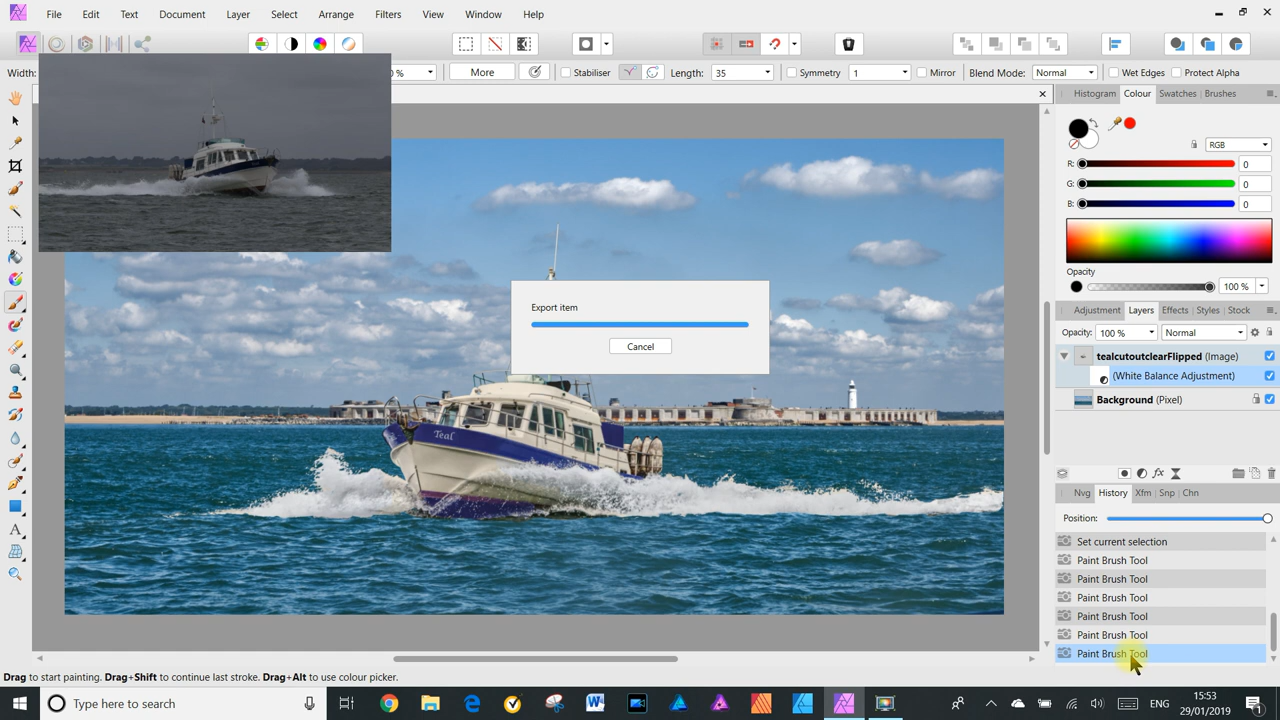 File Edit Text Document Layer Select Arrange Filters View Window Help
Width: 0 % More Stabiliser Length: 35 Symmetry 1 Mirror Blend Mode: Normal Wet Edges Protect Alpha
Histogram Colour Swatches Brushes
RGB
R: 0
G: 0
B: 0
Opacity
100 %
Export item
Cancel
Adjustment Layers Effects Styles Stock
Opacity: 100 % Normal
tealcutoutclearFlipped (Image)
(White Balance Adjustment)
Background (Pixel)
Teal
Nvg History Xfm Snp Chn
Position:
Set current selection
Paint Brush Tool
Paint Brush Tool
Paint Brush Tool
Paint Brush Tool
Paint Brush Tool
Paint Brush Tool
Drag to start painting. Drag+Shift to continue last stroke. Drag+Alt to use colour picker.
Type here to search
ENG
15:53
29/01/2019
1